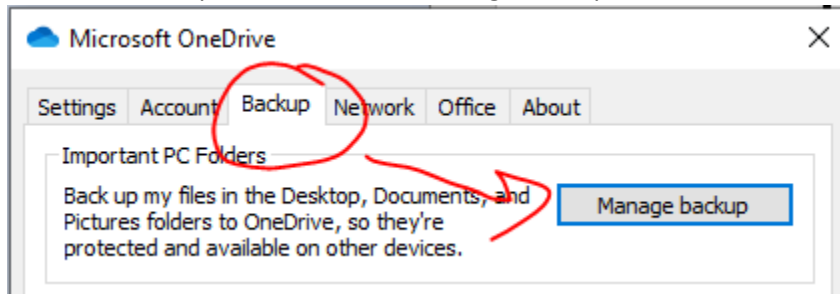 Microsoft OneDrive
Settings Account Backup Network Office About
Important PC Folders
Back up my files in the Desktop, Documents, and
Pictures folders to OneDrive, so they're
protected and available on other devices.
Manage backup